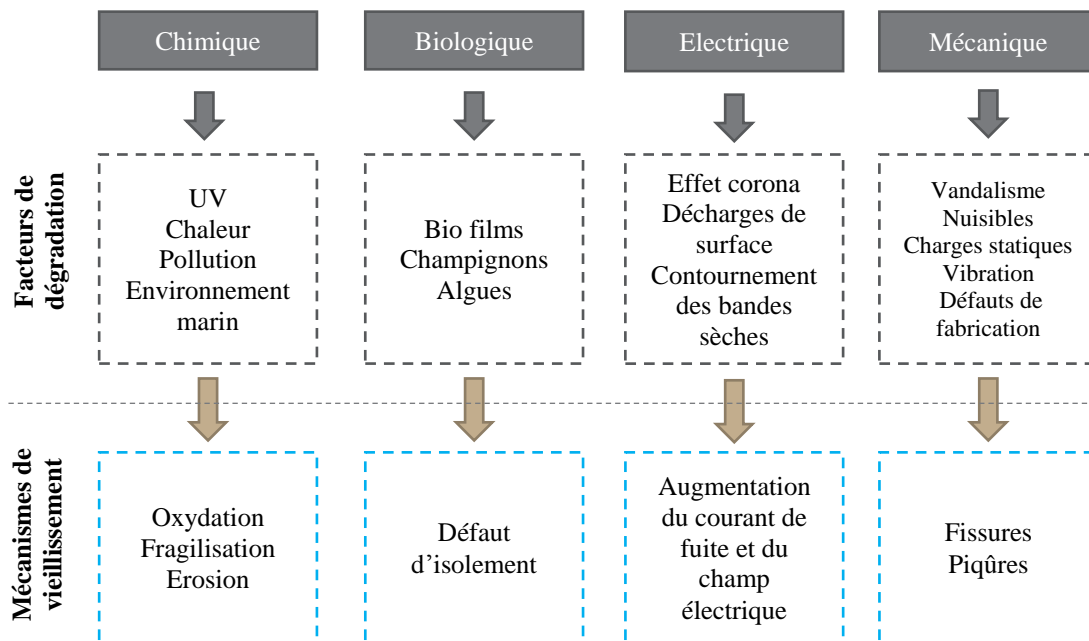 Chimique
Biologique
Electrique
Mécanique
Facteurs de
dégradation
UV
Chaleur
Pollution
Environnement
marin
Bio films
Champignons
Algues
Effet corona
Décharges de
surface
Contournement
des bandes
sèches
Vandalisme
Nuisibles
Charges statiques
Vibration
Défauts de
fabrication
Mécanismes de
vieillissement
Oxydation
Fragilisation
Erosion
Défaut
d’isolement
Augmentation
du courant de
fuite et du
champ
électrique
Fissures
Piqûres